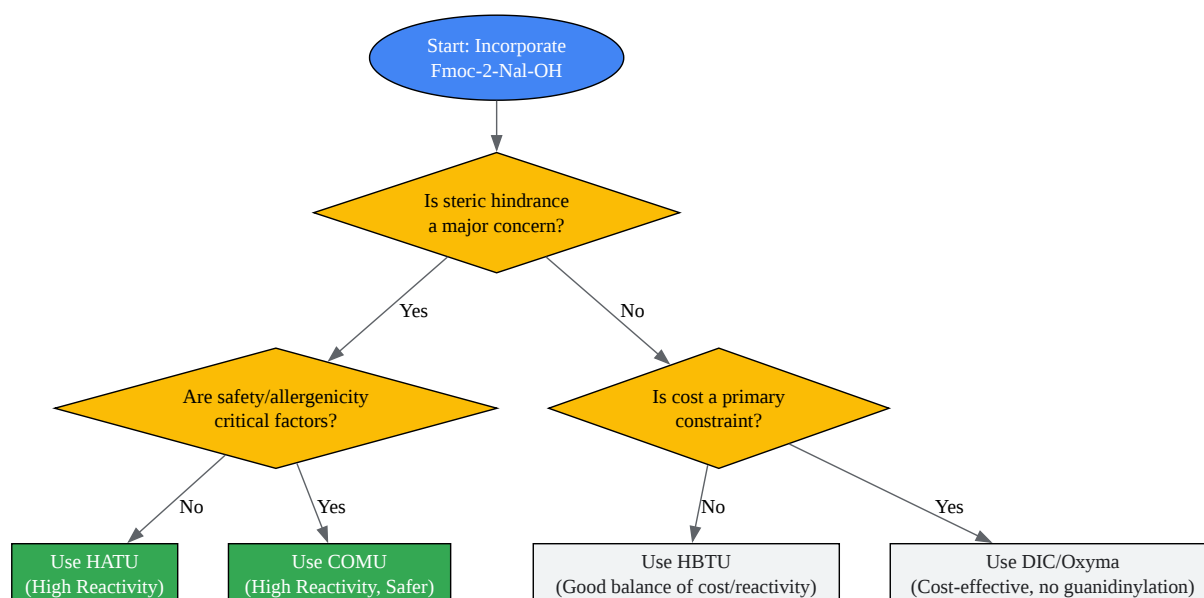 Start: Incorporate
Fmoc-2-Nal-OH
Is steric hindrance
a major concern?
Yes
No
Are safety/allergenicity
critical factors?
Is cost a primary
constraint?
No
Yes
No
Yes
Use HATU
(High Reactivity)
Use COMU
(High Reactivity, Safer)
Use HBTU
(Good balance of cost/reactivity)
Use DIC/Oxyma
(Cost-effective, no guanidinylation)